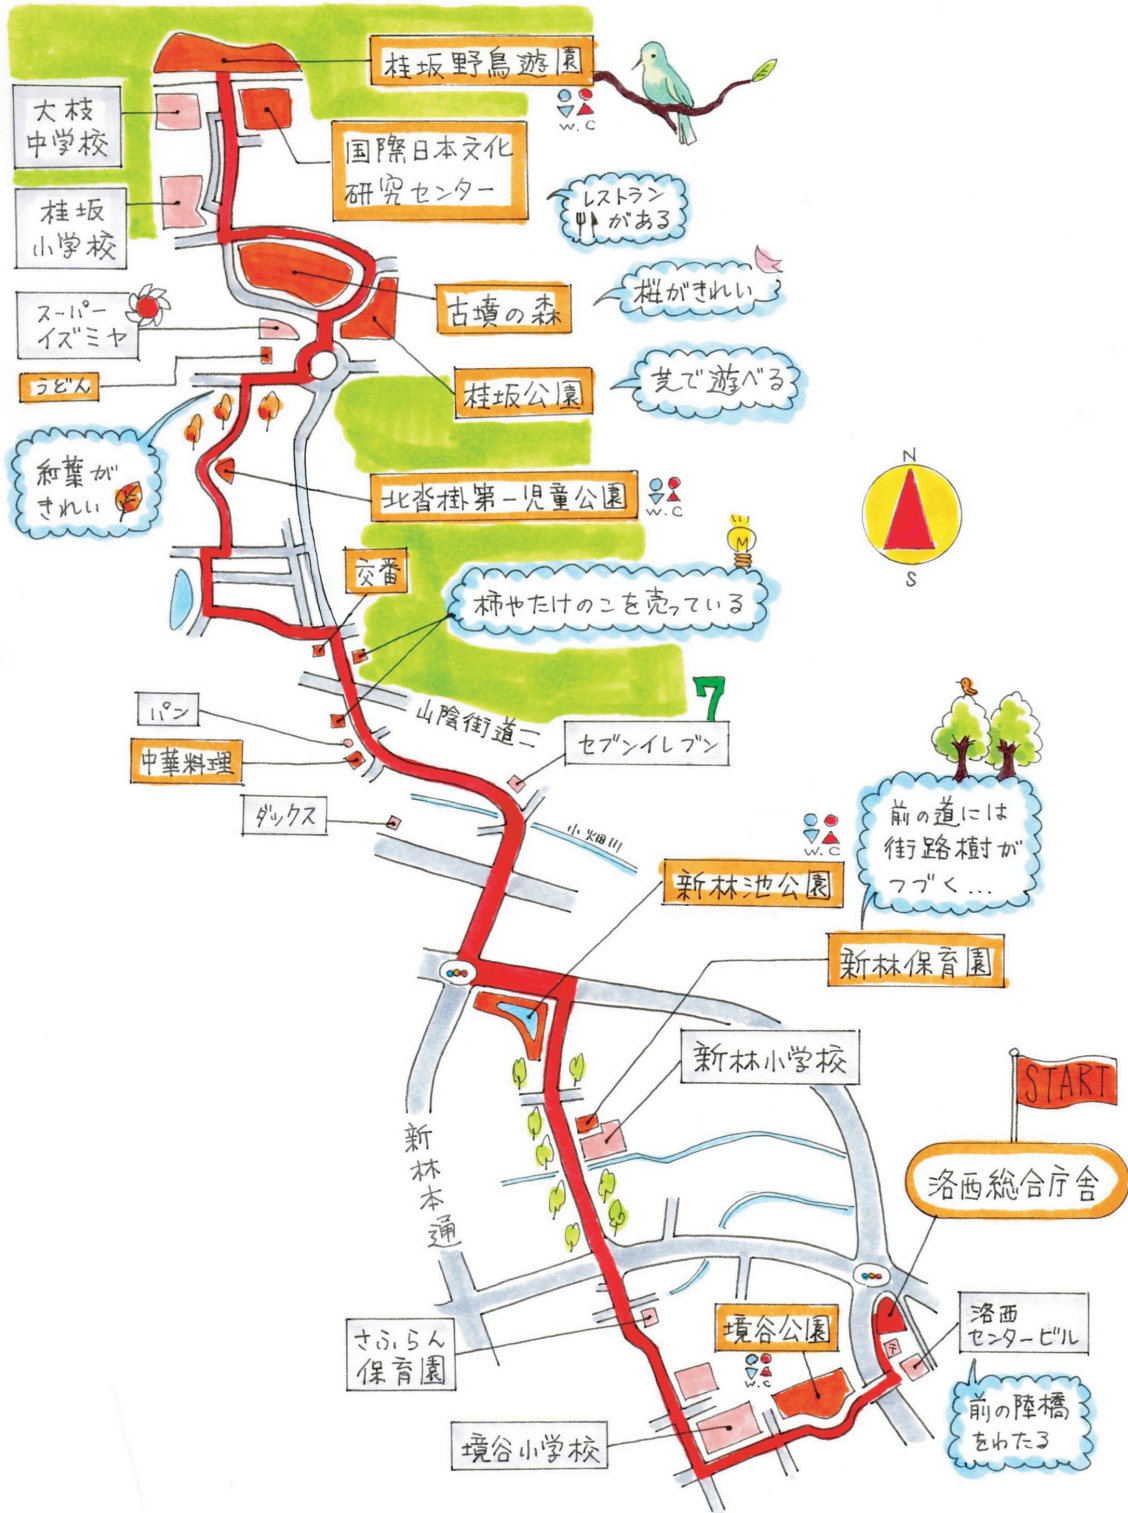 桂坂野鳥遊園
W.C
大枝
中学校
国際日本文化
研究センター
レストラン
がある
桂坂
小学校
桜がきれい
古墳の森
スーパー
イズミヤ
うどん
桂坂公園
芝で遊べる
紅葉が
きれい
北沓掛第一児童公園
W.C
N
S
交番
M
柿やたけのこを売っている
パン
山陰街道
7
セブンイレブン
中華料理
ダックス
小畑川
W.C
前の道には
街路樹が
つづく…
新林池公園
新林保育園
新林小学校
START
新林本通
洛西総合庁舎
さふらん
保育園
境谷公園
W.C
〒
洛西
センタービル
前の陸橋
をわたる
境谷小学校